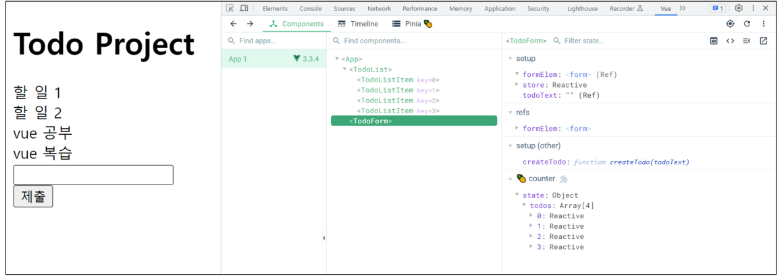 Todo Project
할 일 1
할 일 2
vue 공부
vue 복습
제출
Elements Console Sources Network Performance Memory Application Security Lighthouse Recorder Vue 1
Components Timeline Pinia
Find apps...
App 1 3.3.4
Find components...
<App>
<TodoList>
<TodoListItem key=0>
<TodoListItem key=1>
<TodoListItem key=2>
<TodoListItem key=3>
<TodoForm>
<TodoForm> Filter state...
setup
formElem: <form> (Ref)
store: Reactive
todoText: "" (Ref)
refs
formElem: <form>
setup (other)
createTodo: function createTodo(todoText)
counter
state: Object
todos: Array[4]
0: Reactive
1: Reactive
2: Reactive
3: Reactive